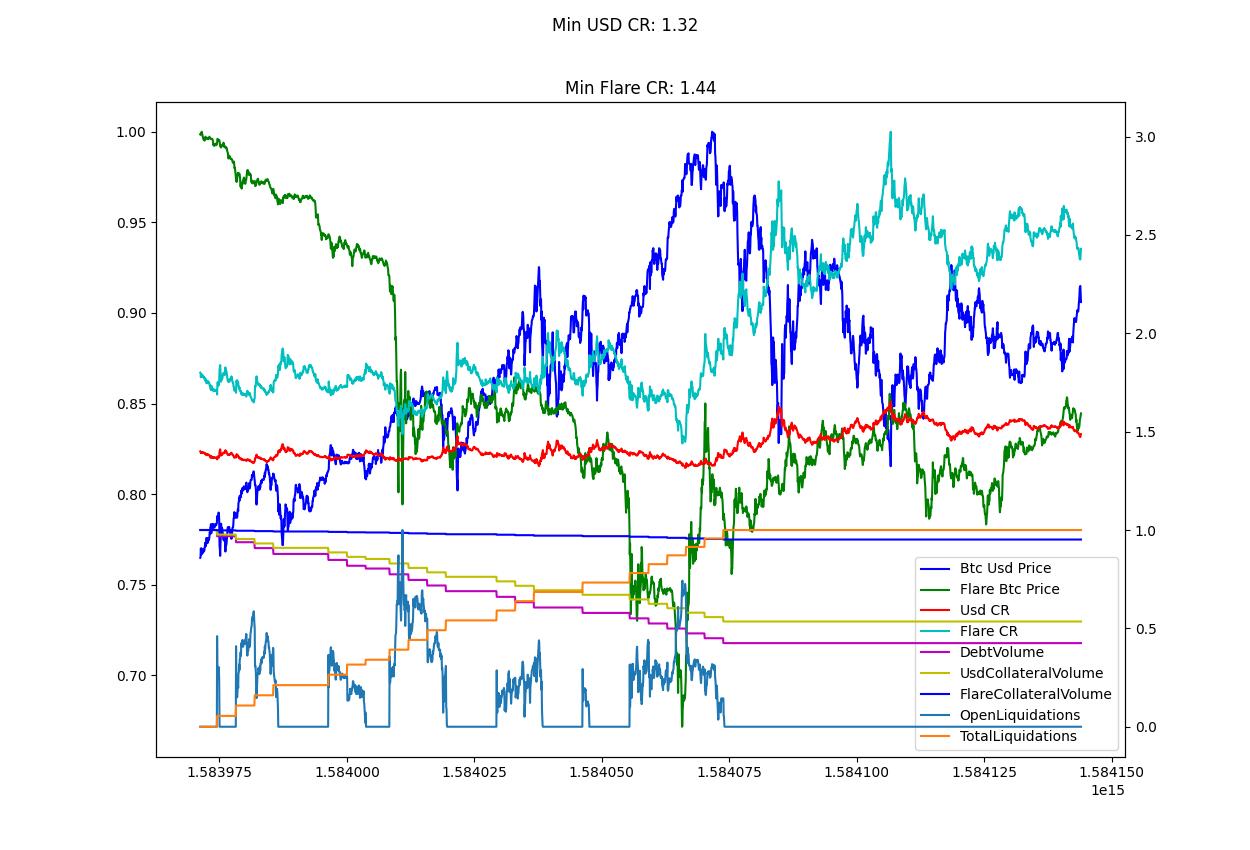 Min USD CR: 1.32
Min Flare CR: 1.44
1.00
0.95
0.90
0.85
0.80
0.75
0.70
3.0
2.5
2.0
1.5
1.0
0.5
0.0
Btc Usd Price
Flare Btc Price
Usd CR
Flare CR
DebtVolume
UsdCollateralVolume
FlareCollateralVolume
OpenLiquidations
TotalLiquidations
1.583975 1.584000 1.584025 1.584050 1.584075 1.584100 1.584125 1.584150
1e15